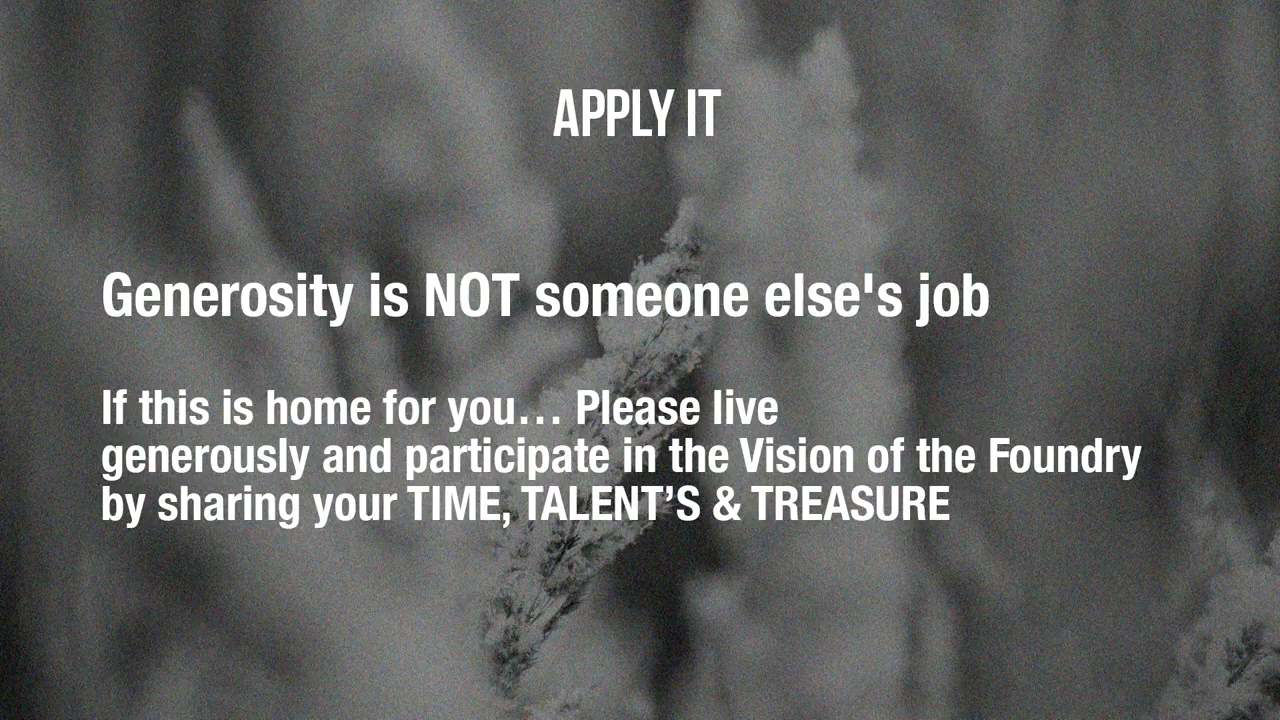 APPLY IT
Generosity is NOT someone else's job
If this is home for you… Please live
generously and participate in the Vision of the Foundry
by sharing your TIME, TALENT’S & TREASURE